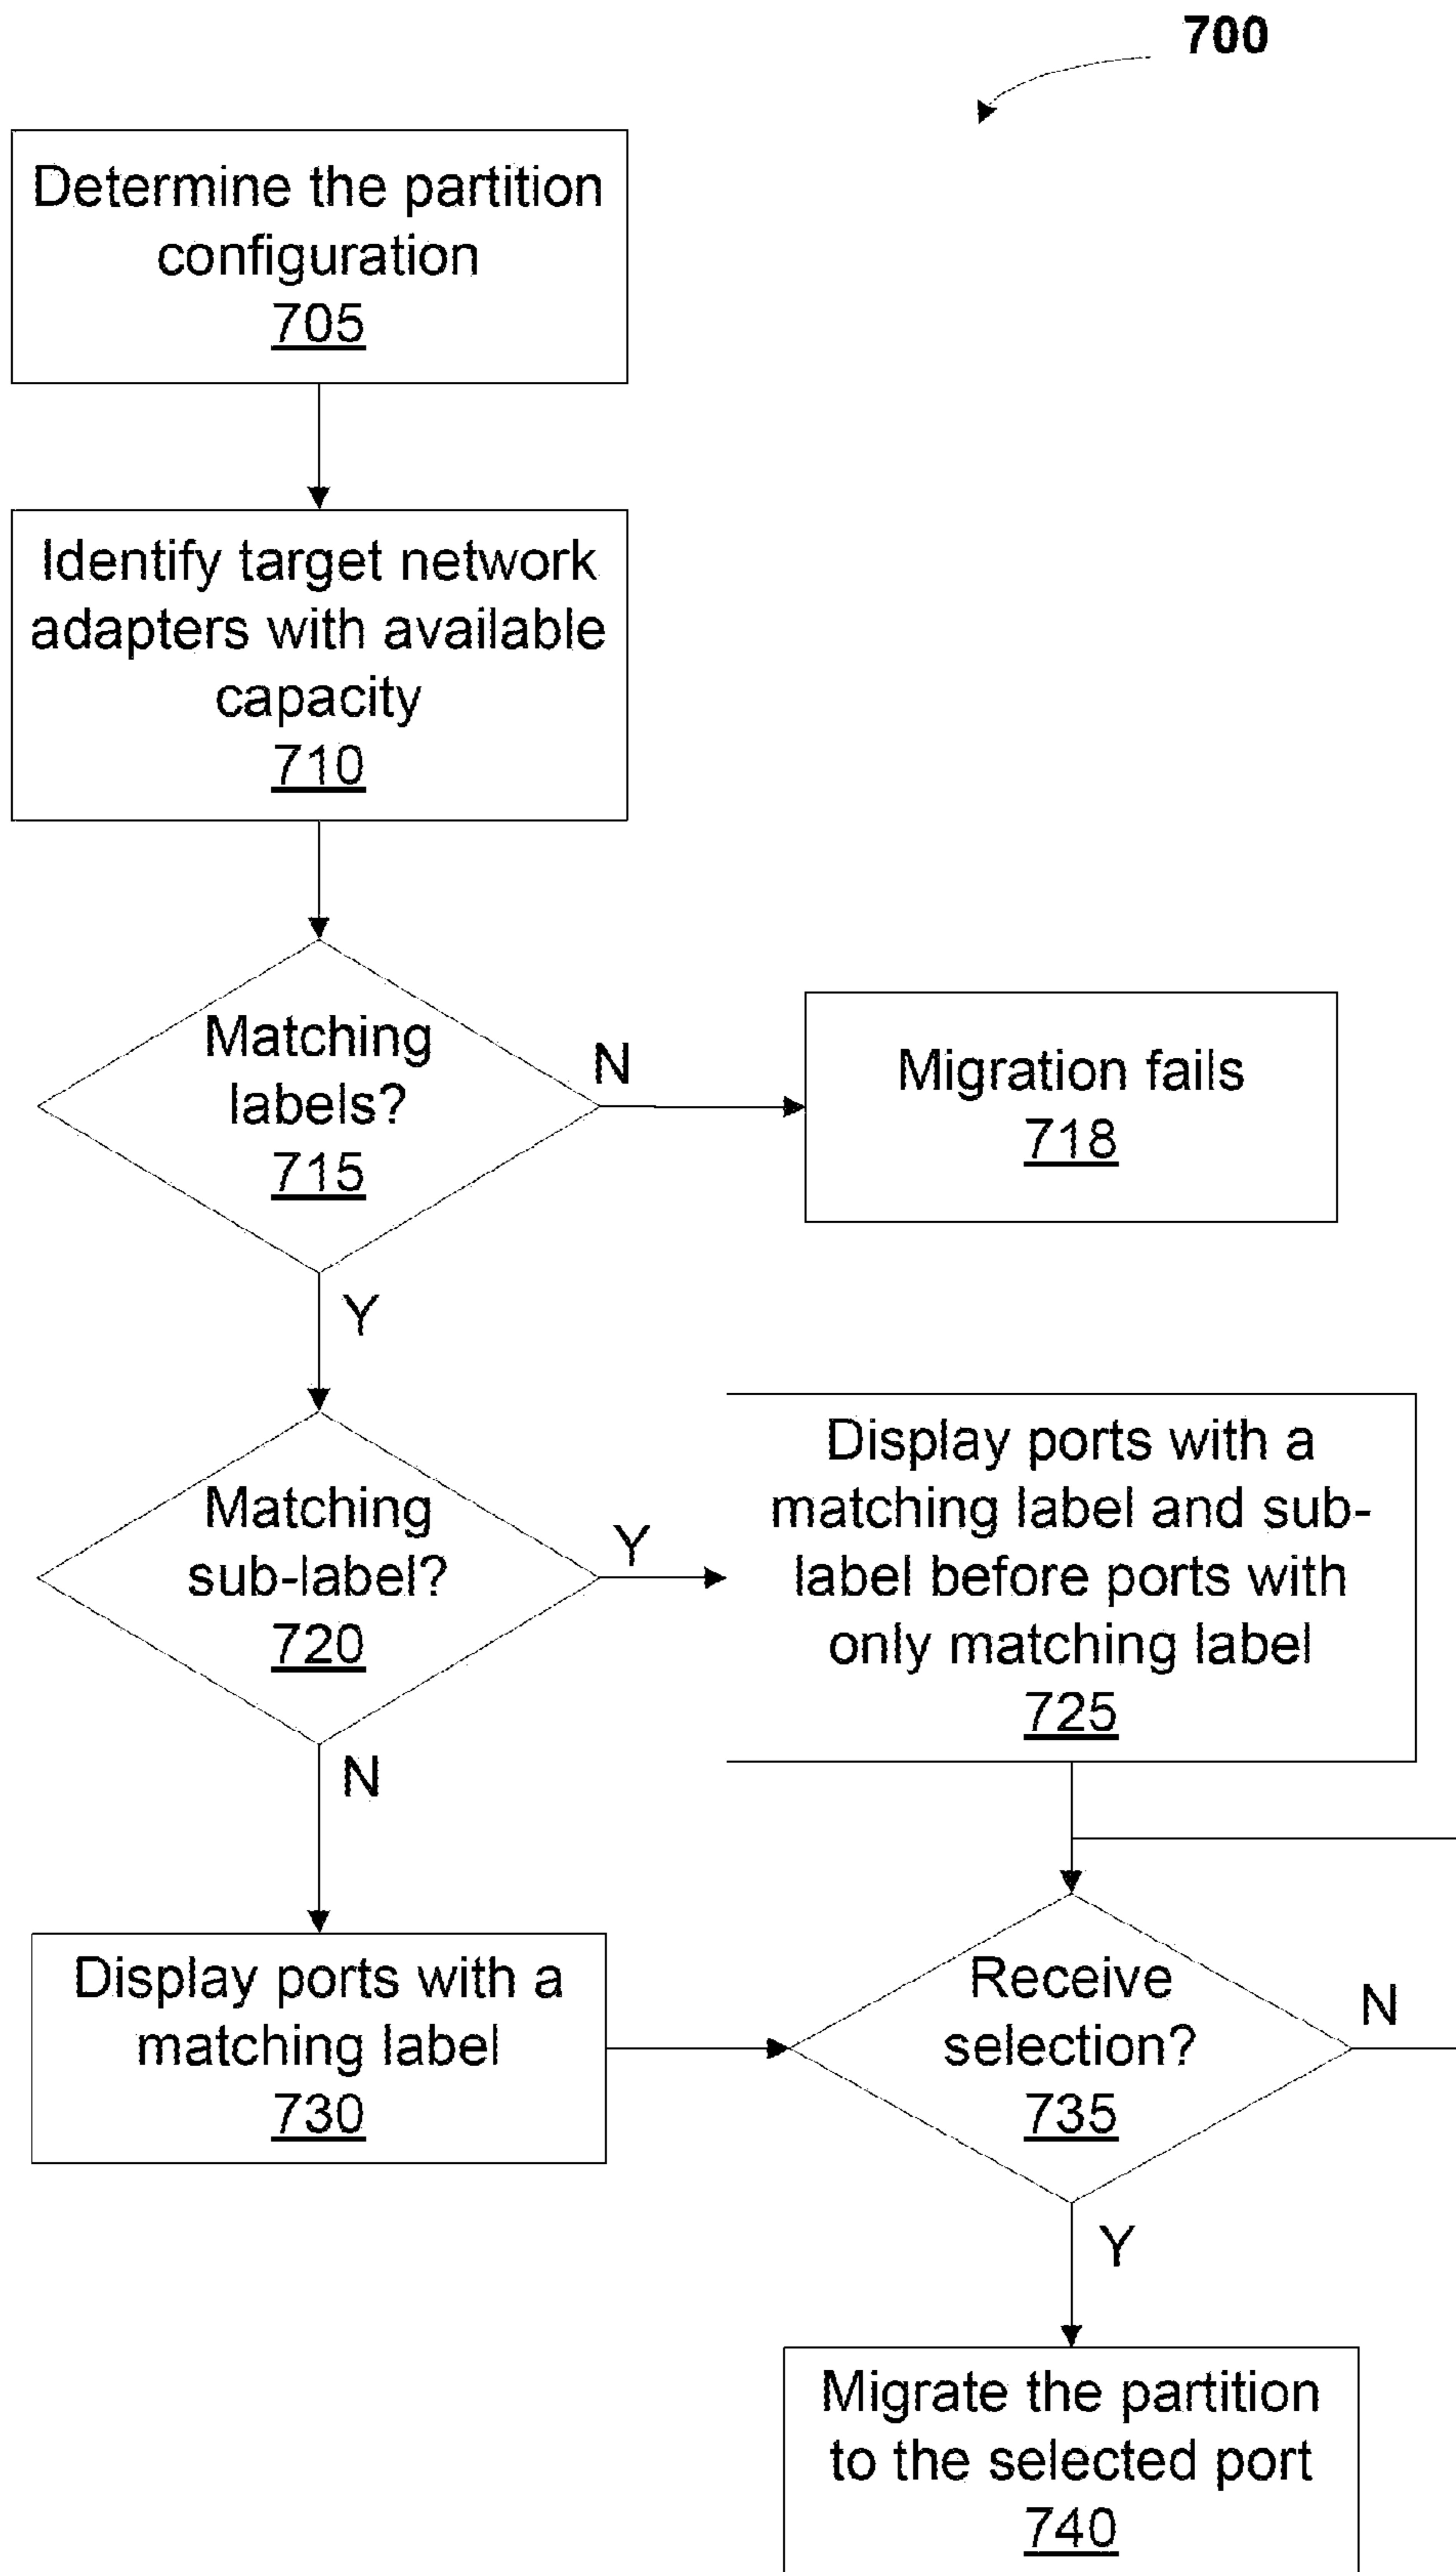 700
Determine the partition
configuration
705
Identify target network
adapters with available
capacity
710
Matching
labels?
715
N
Migration fails
718
Y
Matching
sub-label?
720
Y
Display ports with a
matching label and sub-
label before ports with
only matching label
725
N
Display ports with a
matching label
730
Receive
selection?
735
N
Y
Migrate the partition
to the selected port
740